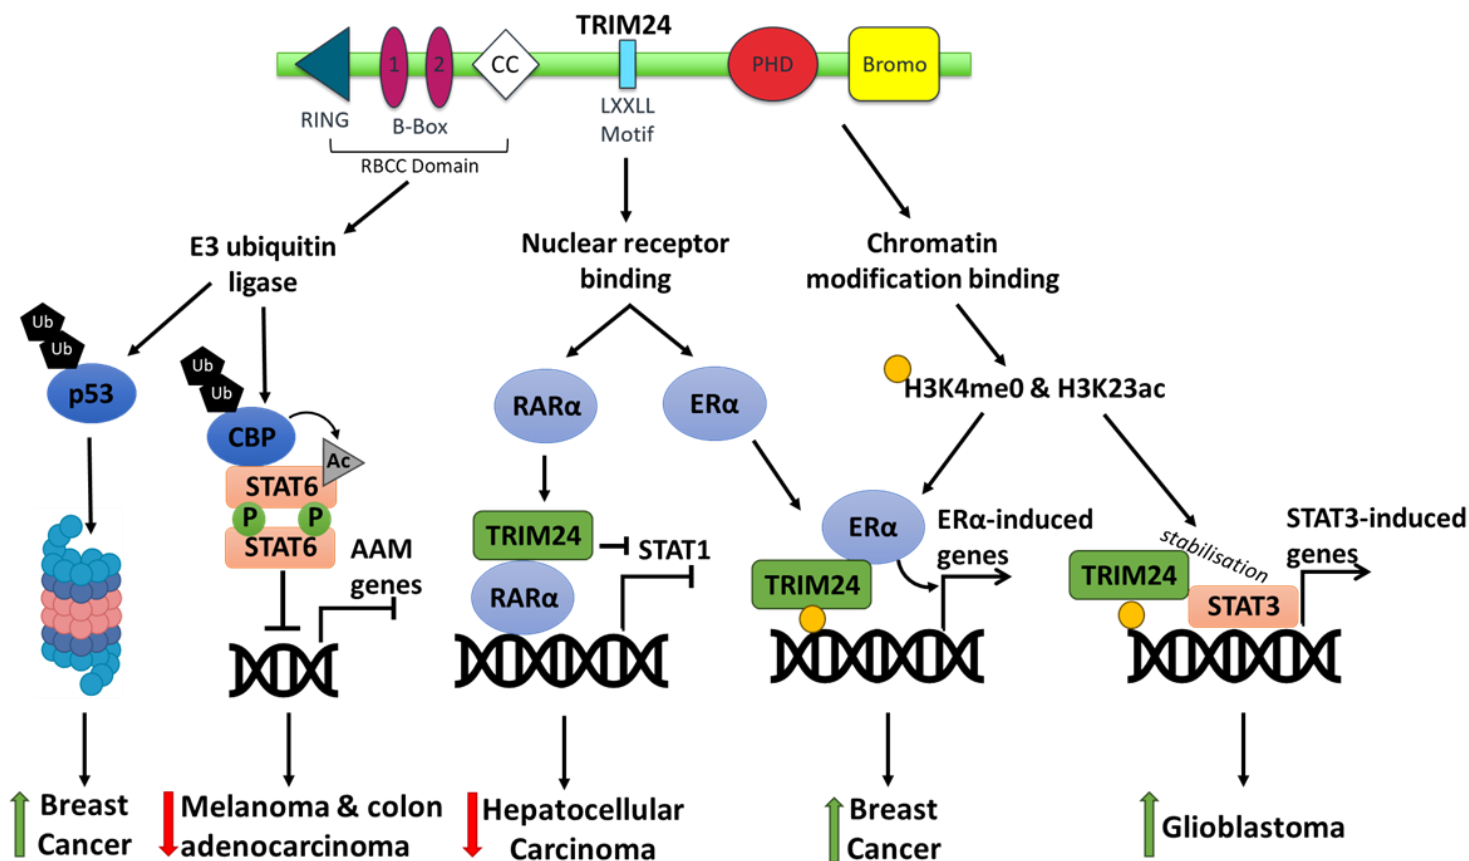 TRIM24
1
2
CC
PHD
Bromo
RING
B-Box
LXXLL
Motif
RBCC Domain
E3 ubiquitin
ligase
Nuclear receptor
binding
Chromatin
modification binding
Ub
Ub
p53
Ub
Ub
CBP
Ac
STAT6
P
P
STAT6
AAM
genes
RARα
ERα
H3K4me0 & H3K23ac
TRIM24
STAT1
RARα
ERα
ERα-induced
genes
TRIM24
STAT3-induced
genes
stabilisation
TRIM24
STAT3
Breast
Cancer
Melanoma & colon
adenocarcinoma
Hepatocellular
Carcinoma
Breast
Cancer
Glioblastoma